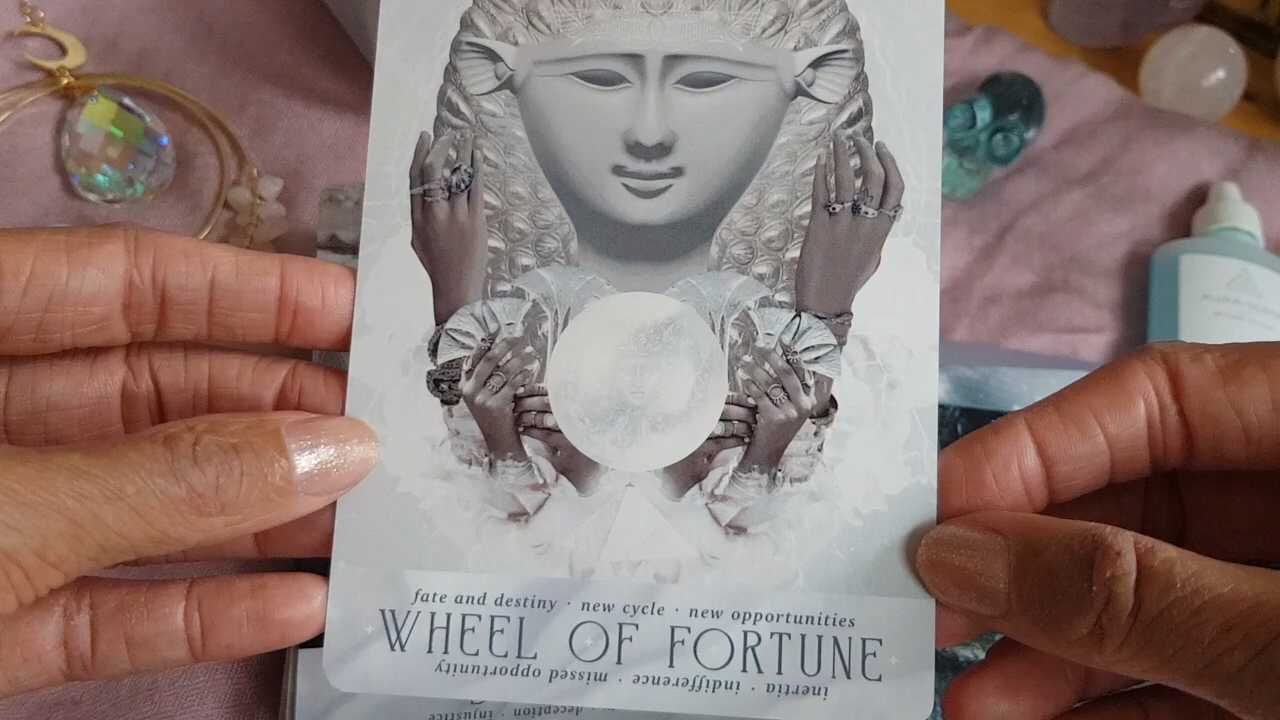 fate and destiny · new cycle · new opportunities
WHEEL OF FORTUNE
inertia · indifference · missed opportunity
deception · injustice